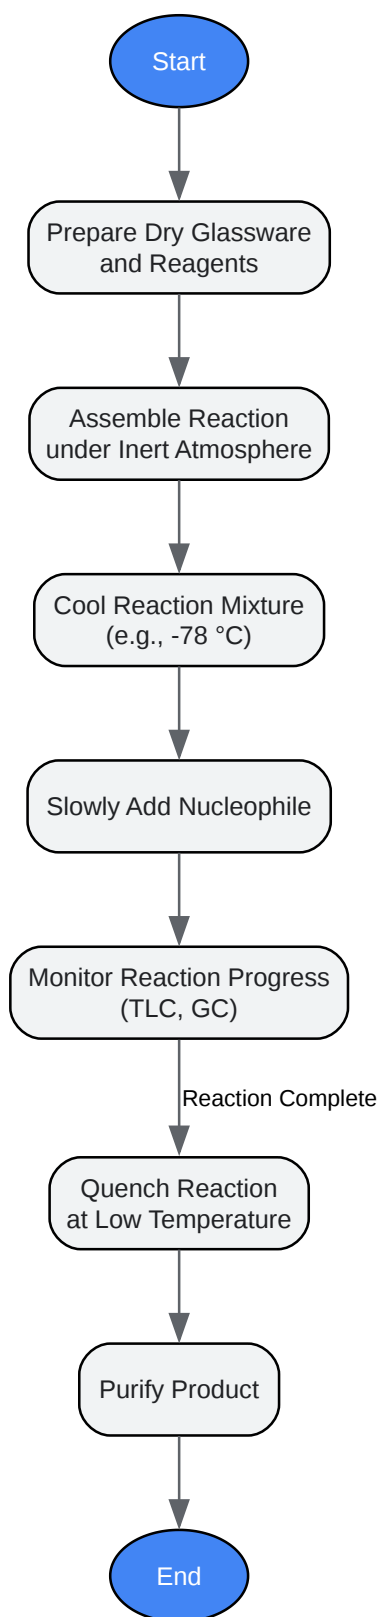 Start
Prepare Dry Glassware
and Reagents
Assemble Reaction
under Inert Atmosphere
Cool Reaction Mixture
(e.g., -78 °C)
Slowly Add Nucleophile
Monitor Reaction Progress
(TLC, GC)
Reaction Complete
Quench Reaction
at Low Temperature
Purify Product
End